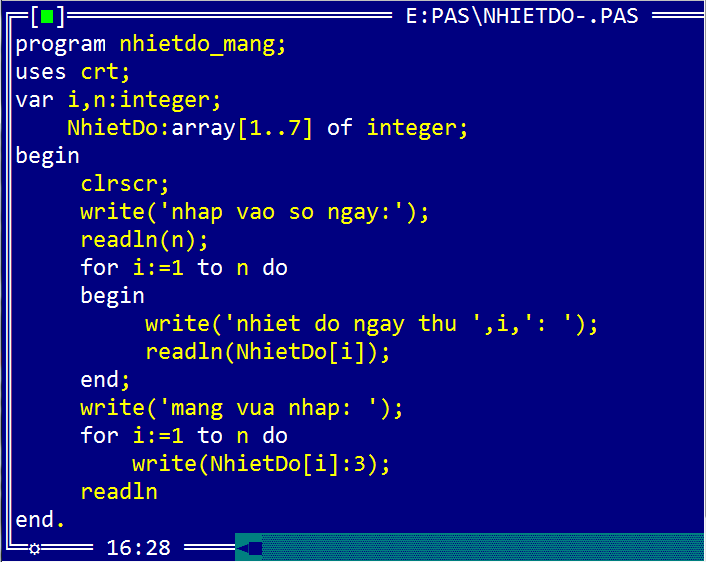 [■] E:PAS\NHIETDO-.PAS
program nhietdo_mang;
uses crt;
var i,n:integer;
    NhietDo:array[1..7] of integer;
begin
     clrscr;
     write('nhap vao so ngay:');
     readln(n);
     for i:=1 to n do
     begin
          write('nhiet do ngay thu ',i,': ');
          readln(NhietDo[i]);
     end;
     write('mang vua nhap: ');
     for i:=1 to n do
         write(NhietDo[i]:3);
     readln
end.
16:28